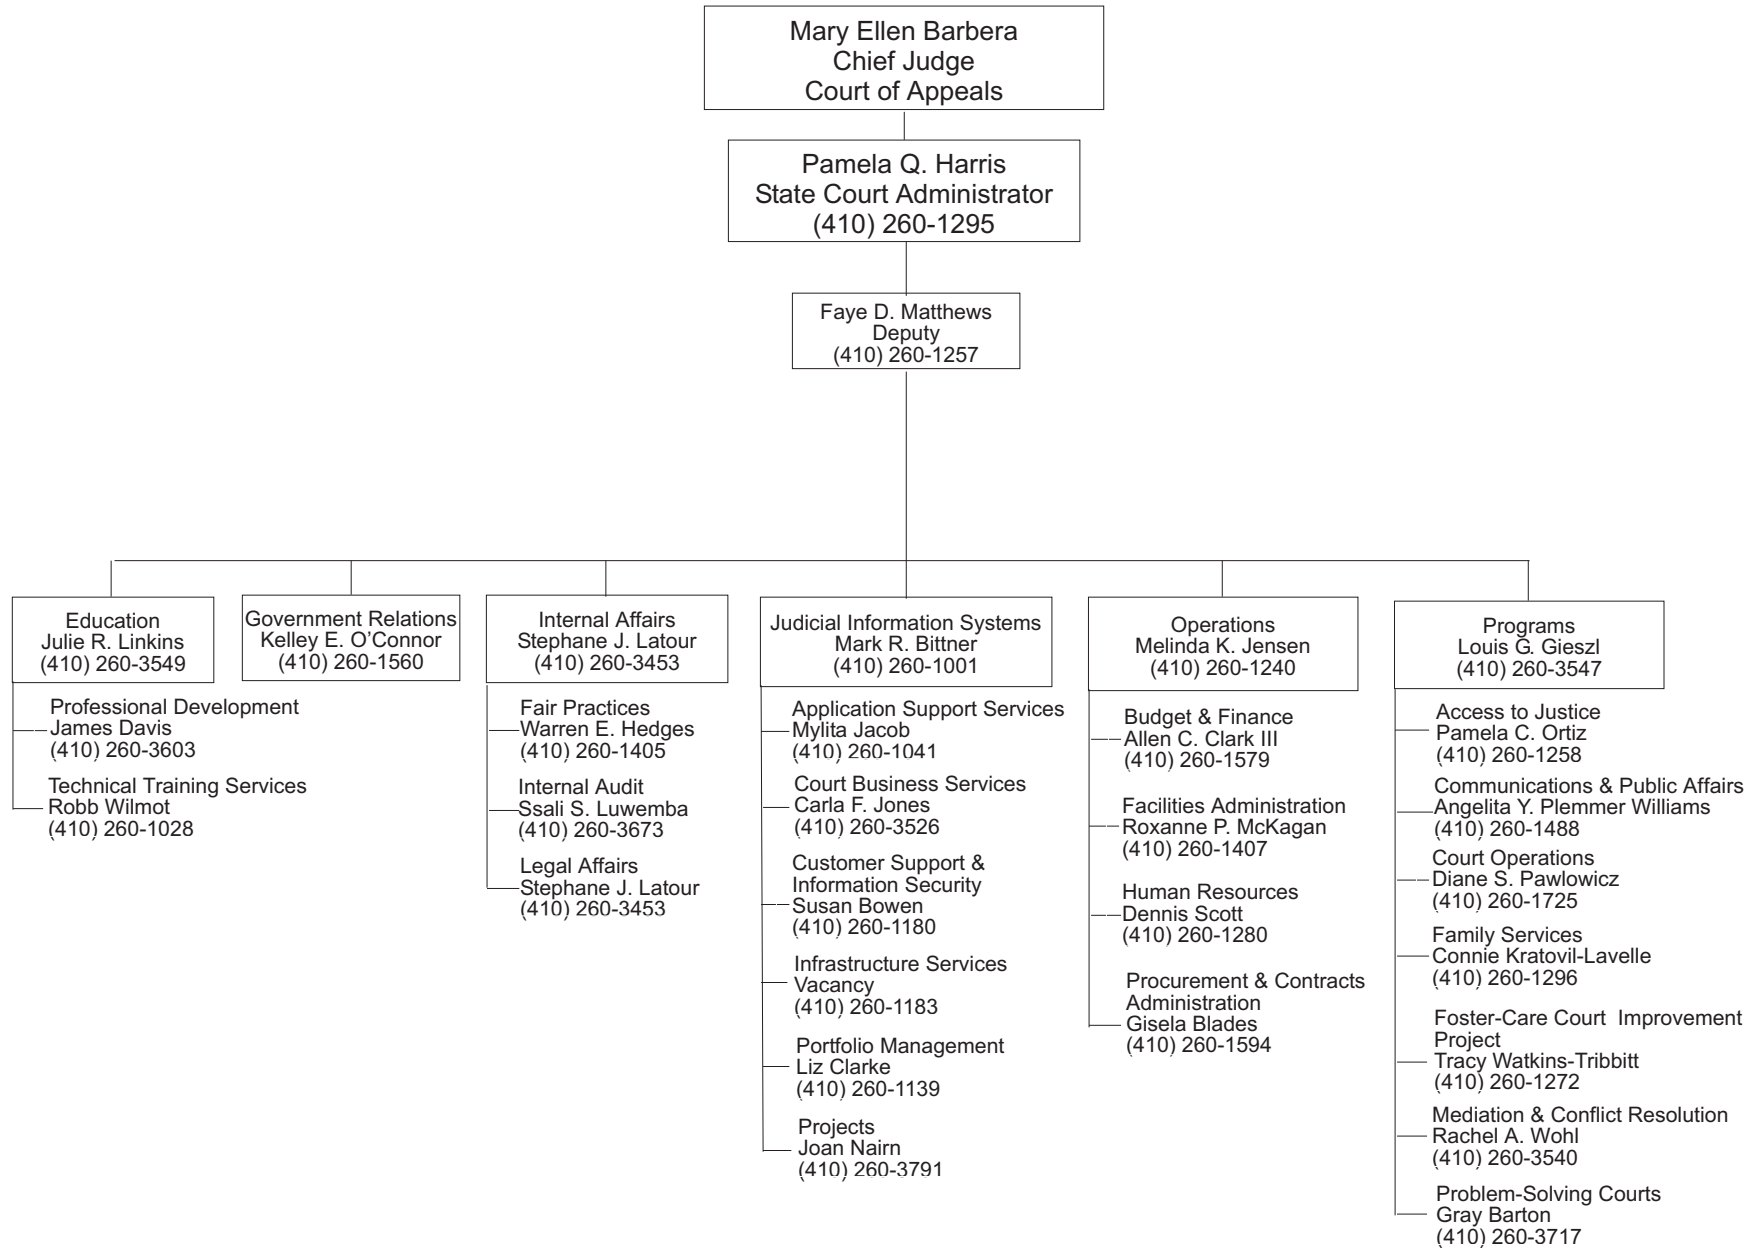 Mary Ellen Barbera
Chief Judge
Court of Appeals
Pamela Q. Harris
State Court Administrator
(410) 260-1295
Faye D. Matthews
Deputy
(410) 260-1257
Education
Julie R. Linkins
(410) 260-3549
Professional Development
James Davis
(410) 260-3603
Technical Training Services
Robb Wilmot
(410) 260-1028
Government Relations
Kelley E. O’Connor
(410) 260-1560
Internal Affairs
Stephane J. Latour
(410) 260-3453
Fair Practices
Warren E. Hedges
(410) 260-1405
Internal Audit
Ssali S. Luwemba
(410) 260-3673
Legal Affairs
Stephane J. Latour
(410) 260-3453
Judicial Information Systems
Mark R. Bittner
(410) 260-1001
Application Support Services
Mylita Jacob
(410) 260-1041
Court Business Services
Carla F. Jones
(410) 260-3526
Customer Support &
Information Security
Susan Bowen
(410) 260-1180
Infrastructure Services
Vacancy
(410) 260-1183
Portfolio Management
Liz Clarke
(410) 260-1139
Projects
Joan Nairn
(410) 260-3791
Operations
Melinda K. Jensen
(410) 260-1240
Budget & Finance
Allen C. Clark III
(410) 260-1579
Facilities Administration
Roxanne P. McKagan
(410) 260-1407
Human Resources
Dennis Scott
(410) 260-1280
Procurement & Contracts
Administration
Gisela Blades
(410) 260-1594
Programs
Louis G. Gieszl
(410) 260-3547
Access to Justice
Pamela C. Ortiz
(410) 260-1258
Communications & Public Affairs
Angelita Y. Plemmer Williams
(410) 260-1488
Court Operations
Diane S. Pawlowicz
(410) 260-1725
Family Services
Connie Kratovil-Lavelle
(410) 260-1296
Foster-Care Court Improvement
Project
Tracy Watkins-Tribbitt
(410) 260-1272
Mediation & Conflict Resolution
Rachel A. Wohl
(410) 260-3540
Problem-Solving Courts
Gray Barton
(410) 260-3717